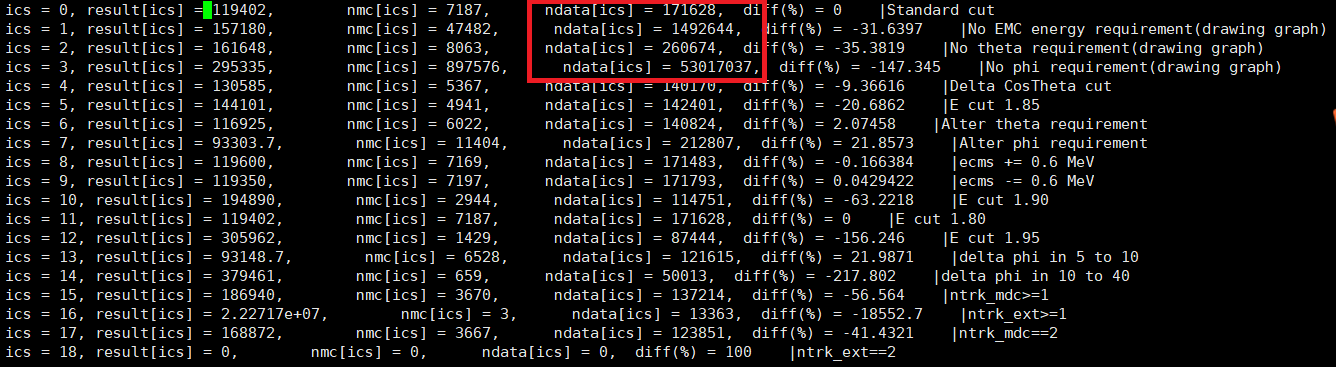 ics = 0, result[ics] = 119402, nmc[ics] = 7187, ndata[ics] = 171628, diff(%) = 0 |Standard cut
ics = 1, result[ics] = 157180, nmc[ics] = 47482, ndata[ics] = 1492644, diff(%) = -31.6397 |No EMC energy requirement(drawing graph)
ics = 2, result[ics] = 161648, nmc[ics] = 8063, ndata[ics] = 260674, diff(%) = -35.3819 |No theta requirement(drawing graph)
ics = 3, result[ics] = 295335, nmc[ics] = 897576, ndata[ics] = 53017037, diff(%) = -147.345 |No phi requirement(drawing graph)
ics = 4, result[ics] = 130585, nmc[ics] = 5367, ndata[ics] = 140170, diff(%) = -9.36616 |Delta CosTheta cut
ics = 5, result[ics] = 144101, nmc[ics] = 4941, ndata[ics] = 142401, diff(%) = -20.6862 |E cut 1.85
ics = 6, result[ics] = 116925, nmc[ics] = 6022, ndata[ics] = 140824, diff(%) = 2.07458 |Alter theta requirement
ics = 7, result[ics] = 93303.7, nmc[ics] = 11404, ndata[ics] = 212807, diff(%) = 21.8573 |Alter phi requirement
ics = 8, result[ics] = 119600, nmc[ics] = 7169, ndata[ics] = 171483, diff(%) = -0.166384 |ecms += 0.6 MeV
ics = 9, result[ics] = 119350, nmc[ics] = 7197, ndata[ics] = 171793, diff(%) = 0.0429422 |ecms -= 0.6 MeV
ics = 10, result[ics] = 194890, nmc[ics] = 2944, ndata[ics] = 114751, diff(%) = -63.2218 |E cut 1.90
ics = 11, result[ics] = 119402, nmc[ics] = 7187, ndata[ics] = 171628, diff(%) = 0 |E cut 1.80
ics = 12, result[ics] = 305962, nmc[ics] = 1429, ndata[ics] = 87444, diff(%) = -156.246 |E cut 1.95
ics = 13, result[ics] = 93148.7, nmc[ics] = 6528, ndata[ics] = 121615, diff(%) = 21.9871 |delta phi in 5 to 10
ics = 14, result[ics] = 379461, nmc[ics] = 659, ndata[ics] = 50013, diff(%) = -217.802 |delta phi in 10 to 40
ics = 15, result[ics] = 186940, nmc[ics] = 3670, ndata[ics] = 137214, diff(%) = -56.564 |ntrk_mdc>=1
ics = 16, result[ics] = 2.22717e+07, nmc[ics] = 3, ndata[ics] = 13363, diff(%) = -18552.7 |ntrk_ext>=1
ics = 17, result[ics] = 168872, nmc[ics] = 3667, ndata[ics] = 123851, diff(%) = -41.4321 |ntrk_mdc==2
ics = 18, result[ics] = 0, nmc[ics] = 0, ndata[ics] = 0, diff(%) = 100 |ntrk_ext==2